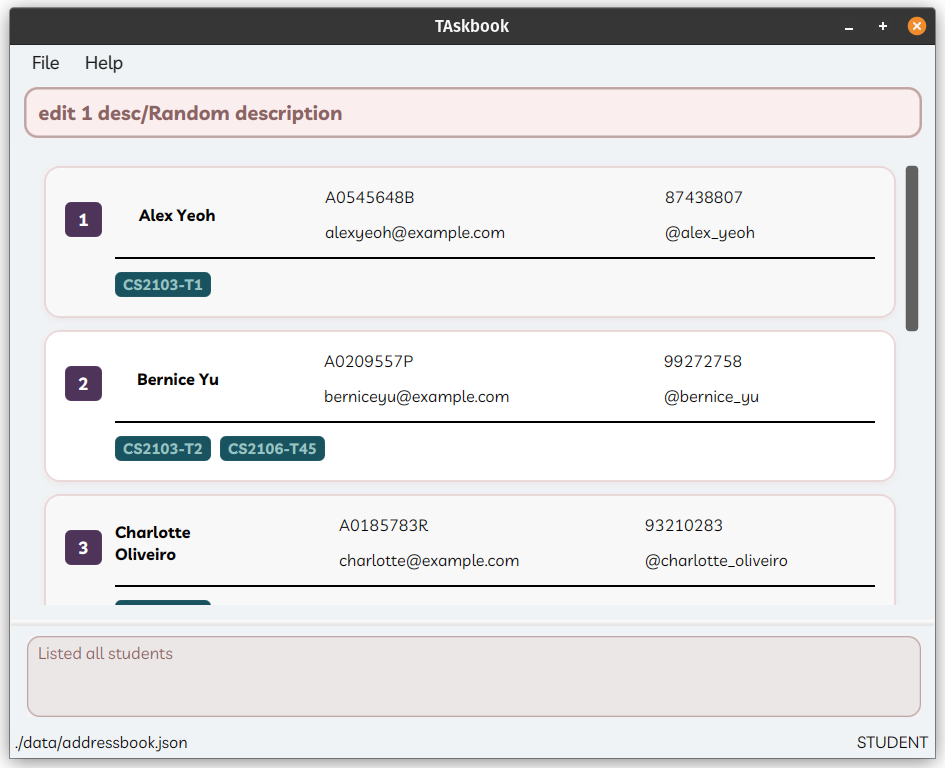 TAskbook
File Help
edit 1 desc/Random description
1
Alex Yeoh
A0545648B
87438807
alexyeoh@example.com
@alex_yeoh
CS2103-T1
2
Bernice Yu
A0209557P
99272758
berniceyu@example.com
@bernice_yu
CS2103-T2 CS2106-T45
3
Charlotte
Oliveiro
A0185783R
93210283
charlotte@example.com
@charlotte_oliveiro
Listed all students
./data/addressbook.json
STUDENT